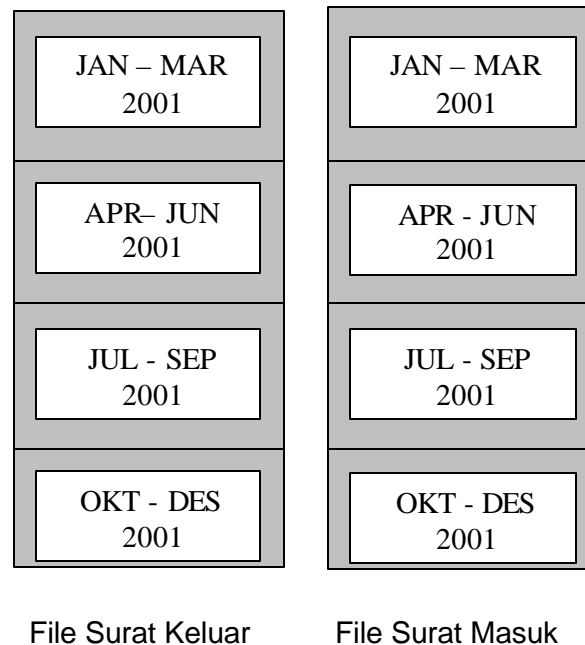 JAN – MAR
2001
APR– JUN
2001
JUL - SEP
2001
OKT - DES
2001
File Surat Keluar
JAN – MAR
2001
APR - JUN
2001
JUL - SEP
2001
OKT - DES
2001
File Surat Masuk